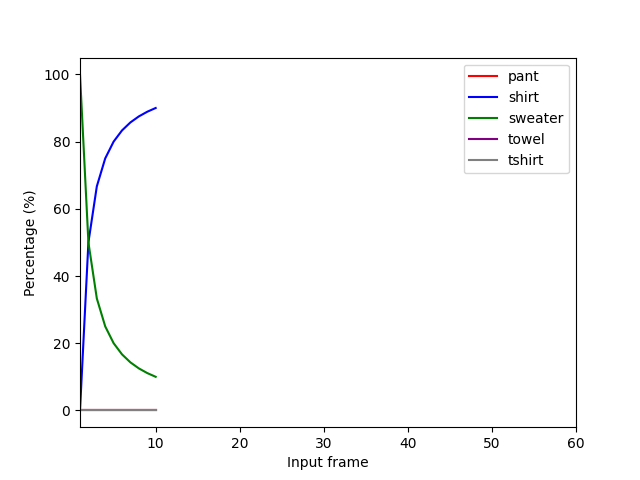 100
80
60
40
20
0
Percentage (%)
pant
shirt
sweater
towel
tshirt
10 20 30 40 50 60
Input frame